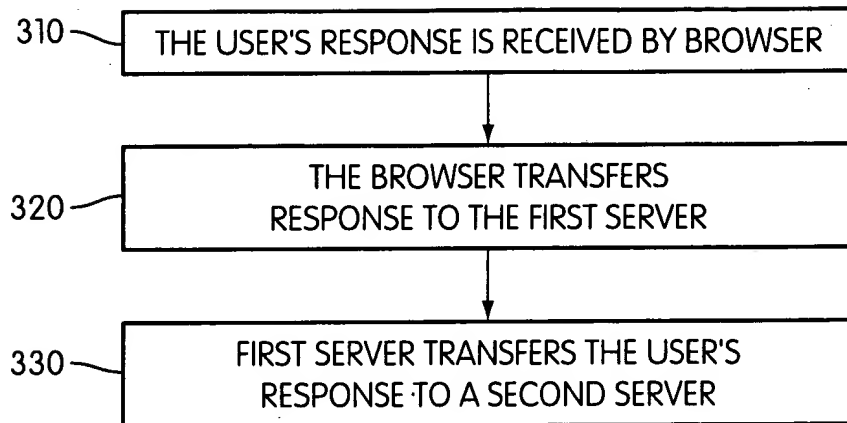 310
THE USER'S RESPONSE IS RECEIVED BY BROWSER
320
THE BROWSER TRANSFERS
RESPONSE TO THE FIRST SERVER
330
FIRST SERVER TRANSFERS THE USER'S
RESPONSE TO A SECOND SERVER